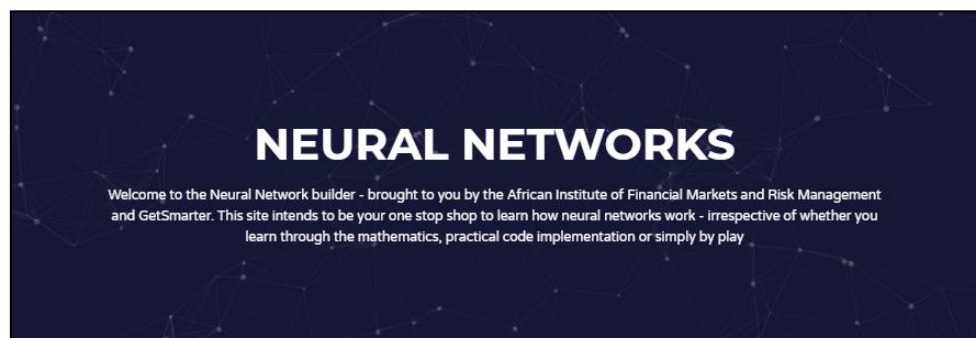 NEURAL NETWORKS
Welcome to the Neural Network builder - brought to you by the African Institute of Financial Markets and Risk Management
and GetSmarter. This site intends to be your one stop shop to learn how neural networks work - irrespective of whether you
learn through the mathematics, practical code implementation or simply by play